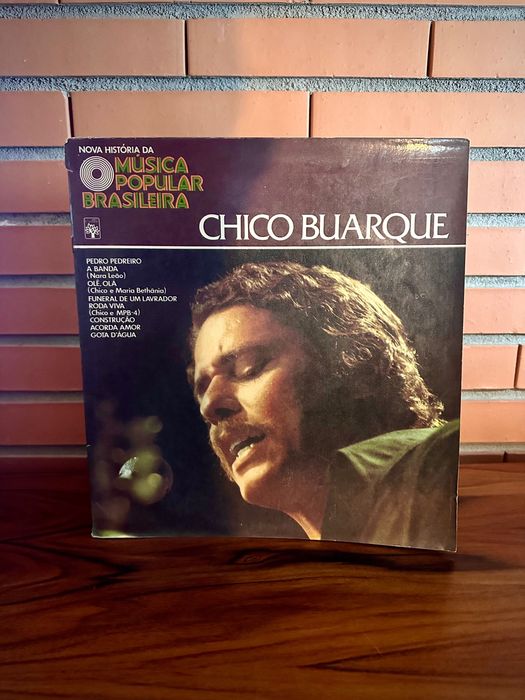 NOVA HISTÓRIA DA
MÚSICA
POPULAR
BRASILEIRA
CHICO BUARQUE
PEDRO PEDREIRO
A BANDA
(Nara Leão)
OLÊ, OLÁ
(Chico e Maria Bethânia)
FUNERAL DE UM LAVRADOR
RODA VIVA
(Chico e MPB-4)
CONSTRUÇÃO
ACORDA AMOR
GOTA D'ÁGUA